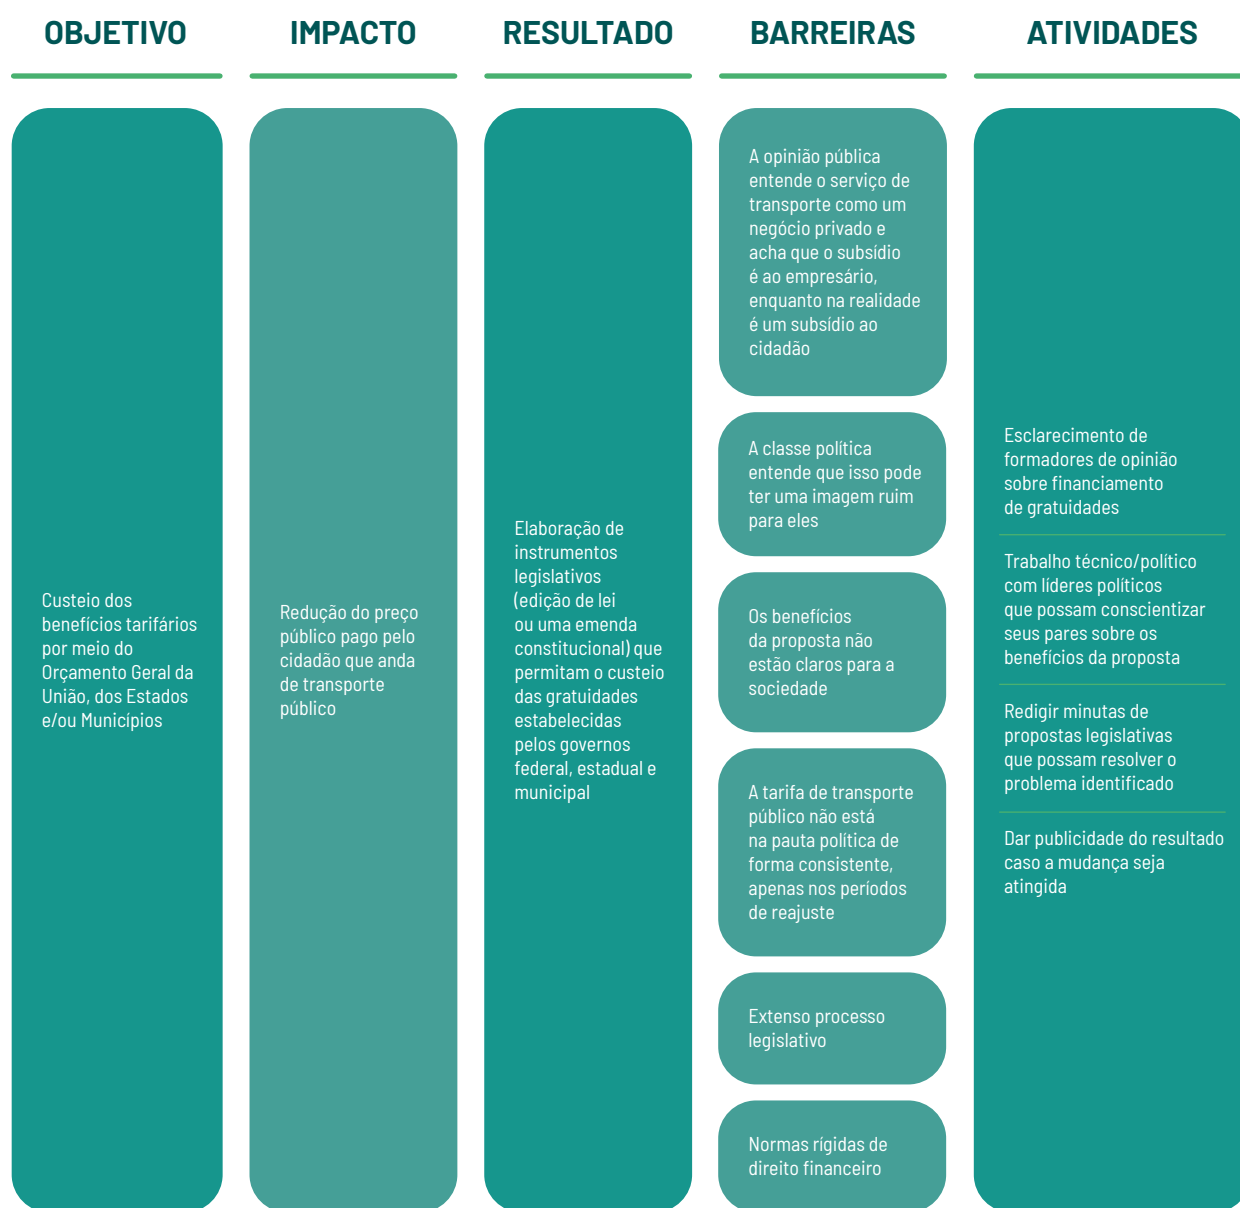 OBJETIVO
IMPACTO
RESULTADO
BARREIRAS
ATIVIDADES
Custeio dos
benefícios tarifários
por meio do
Orçamento Geral da
União, dos Estados
e/ou Municípios
Redução do preço
público pago pelo
cidadão que anda
de transporte
público
Elaboração de
instrumentos
legislativos
(edição de lei
ou uma emenda
constitucional) que
permitam o custeio
das gratuidades
estabelecidas
pelos governos
federal, estadual e
municipal
A opinião pública
entende o serviço de
transporte como um
negócio privado e
acha que o subsídio
é ao empresário,
enquanto na realidade
é um subsídio ao
cidadão
A classe política
entende que isso pode
ter uma imagem ruim
para eles
Os benefícios
da proposta não
estão claros para a
sociedade
A tarifa de transporte
público não está
na pauta política de
forma consistente,
apenas nos períodos
de reajuste
Extenso processo
legislativo
Normas rígidas de
direito financeiro
Esclarecimento de
formadores de opinião
sobre financiamento
de gratuidades
Trabalho técnico/político
com líderes políticos
que possam conscientizar
seus pares sobre os
benefícios da proposta
Redigir minutas de
propostas legislativas
que possam resolver o
problema identificado
Dar publicidade do resultado
caso a mudança seja
atingida